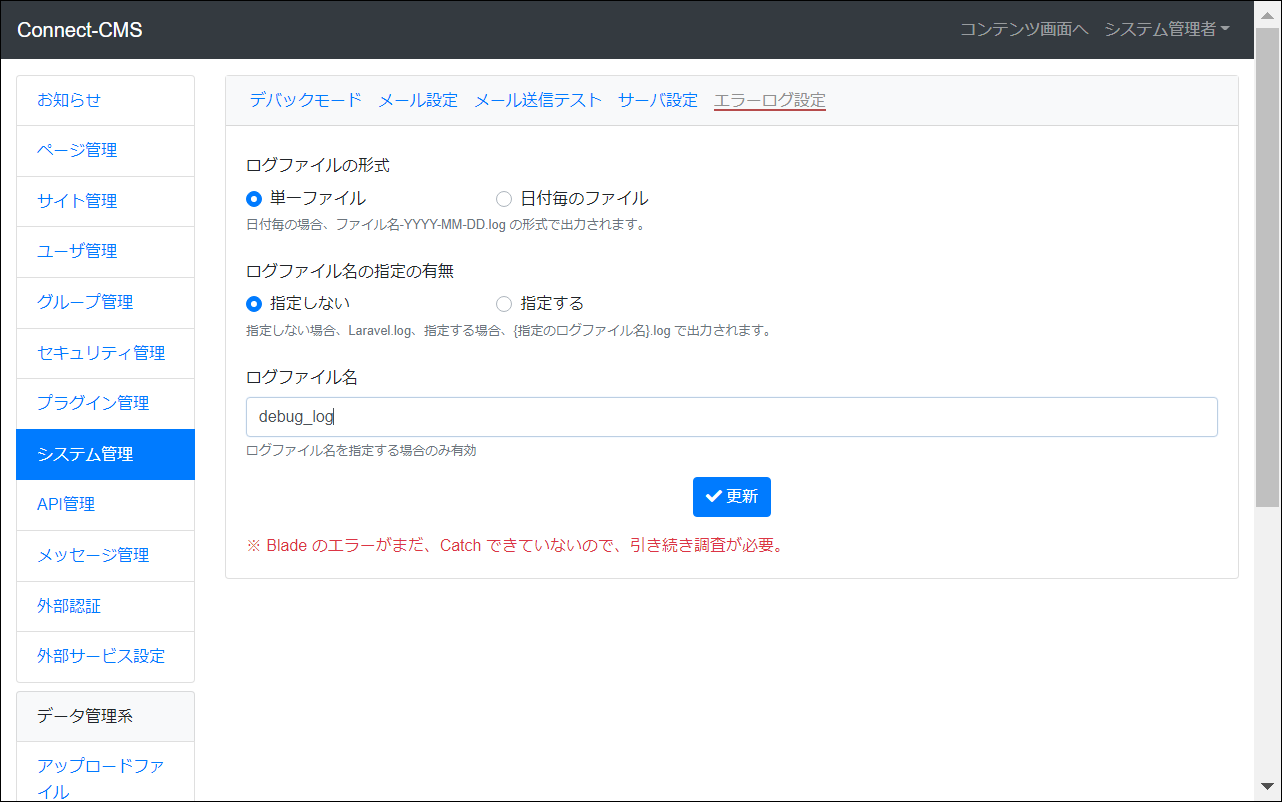 Connect-CMS
コンテンツ画面へ システム管理者
お知らせ
ページ管理
サイト管理
ユーザ管理
グループ管理
セキュリティ管理
プラグイン管理
システム管理
API管理
メッセージ管理
外部認証
外部サービス設定
データ管理系
アップロードファ
イル
デバックモード メール設定 メール送信テスト サーバ設定 エラーログ設定
ログファイルの形式
単一ファイル 日付毎のファイル
日付毎の場合、ファイル名-YYYY-MM-DD.log の形式で出力されます。
ログファイル名の指定の有無
指定しない 指定する
指定しない場合、Laravel.log、指定する場合、{指定のログファイル名}.log で出力されます。
ログファイル名
debug_log
ログファイル名を指定する場合のみ有効
更新
※ Blade のエラーがまだ、Catch できていないので、引き続き調査が必要。